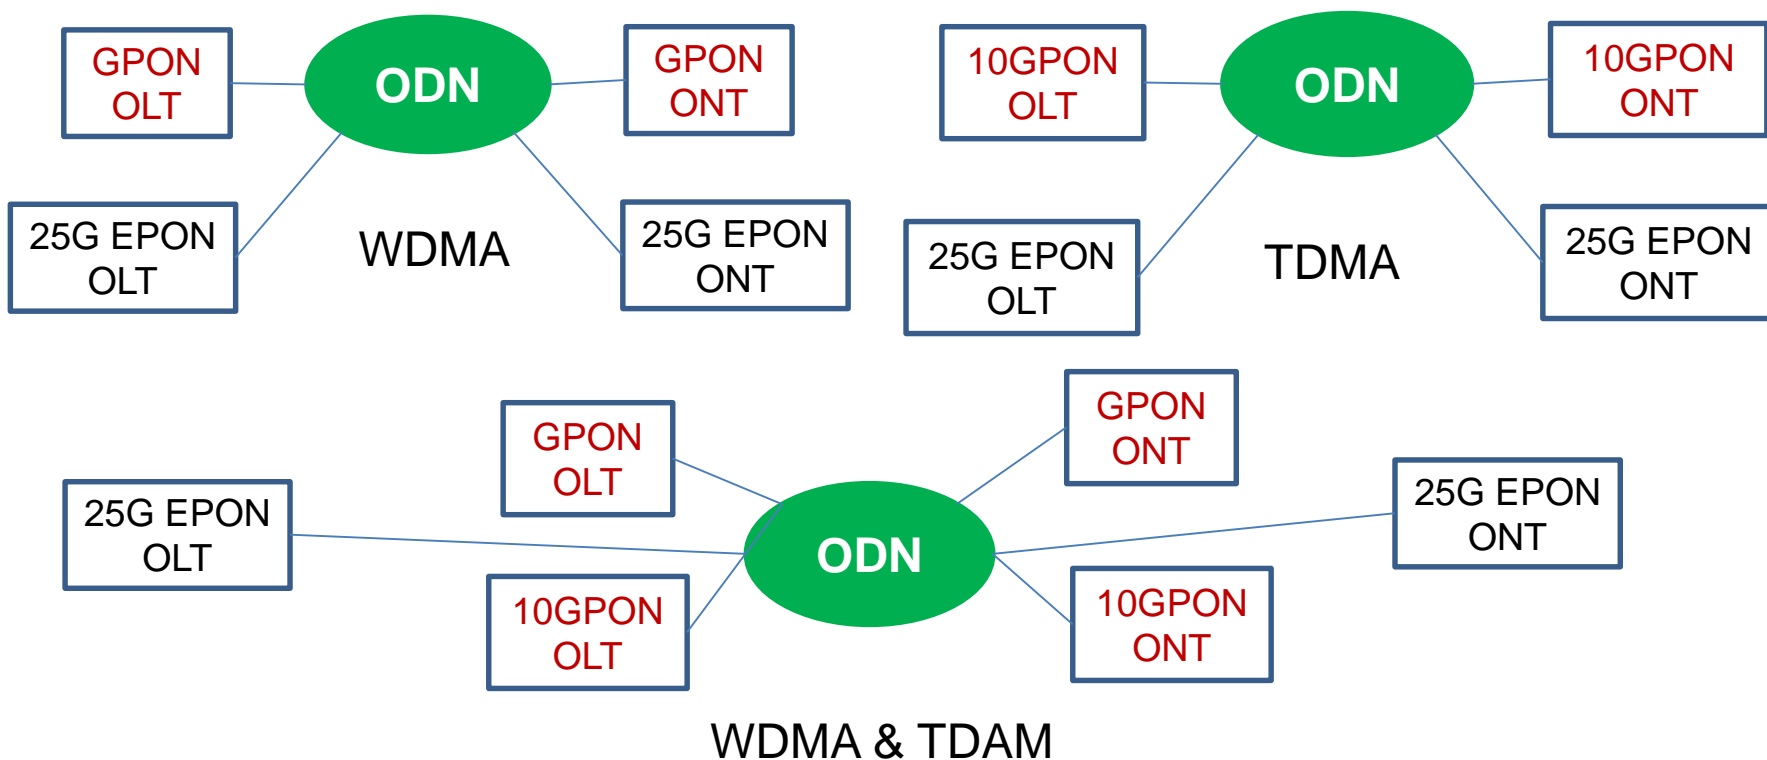 GPON
OLT
ODN
GPON
ONT
25G EPON
OLT
WDMA
25G EPON
ONT
10GPON
OLT
ODN
10GPON
ONT
25G EPON
OLT
TDMA
25G EPON
ONT
GPON
OLT
GPON
ONT
25G EPON
OLT
ODN
25G EPON
ONT
10GPON
OLT
10GPON
ONT
WDMA & TDAM